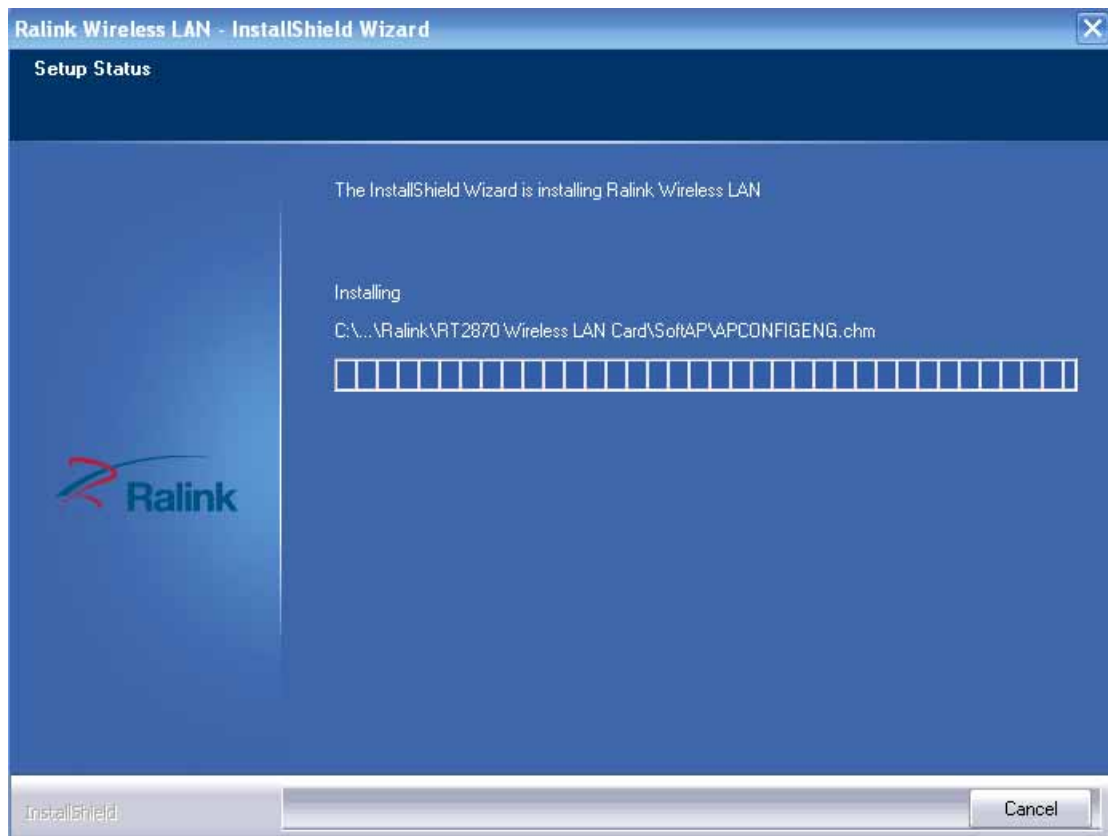 Ralink Wireless LAN - InstallShield Wizard
Setup Status
The InstallShield Wizard is installing Ralink Wireless LAN
Installing
C:\...\Ralink\RT2870 Wireless LAN Card\SoftAP\APCONFIGENG.chm
Ralink
InstallShield
Cancel